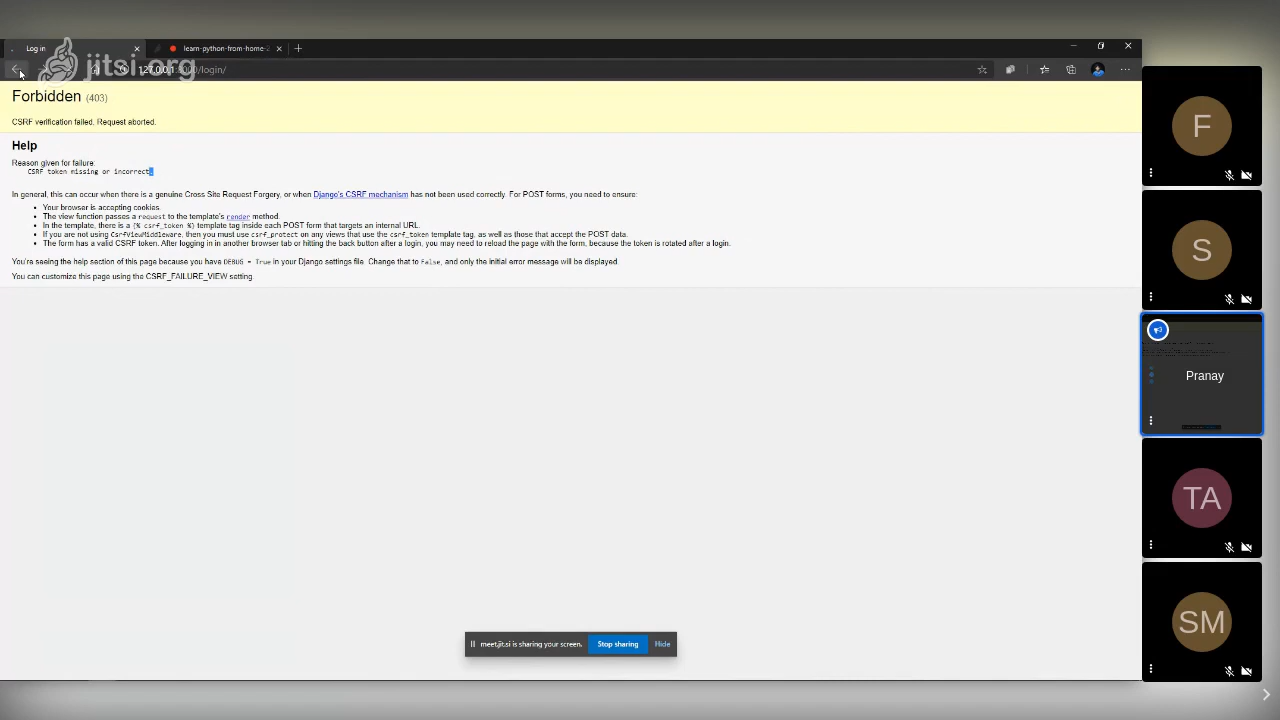 Log in
learn-python-from-home-2
jitsi.org
127.0.0.1:8000/login/
Forbidden (403)
CSRF verification failed. Request aborted.
Help
Reason given for failure:
CSRF token missing or incorrect.
In general, this can occur when there is a genuine Cross Site Request Forgery, or when Django's CSRF mechanism has not been used correctly. For POST forms, you need to ensure:
Your browser is accepting cookies.
The view function passes a request to the template's render method.
In the template, there is a {% csrf_token %} template tag inside each POST form that targets an internal URL.
If you are not using CsrfViewMiddleware, then you must use csrf_protect on any views that use the csrf_token template tag, as well as those that accept the POST data.
The form has a valid CSRF token. After logging in in another browser tab or hitting the back button after a login, you may need to reload the page with the form, because the token is rotated after a login.
You're seeing the help section of this page because you have DEBUG = True in your Django settings file. Change that to False, and only the initial error message will be displayed.
You can customize this page using the CSRF_FAILURE_VIEW setting.
meet.jit.si is sharing your screen.
Stop sharing
Hide
F
S
Pranay
TA
SM